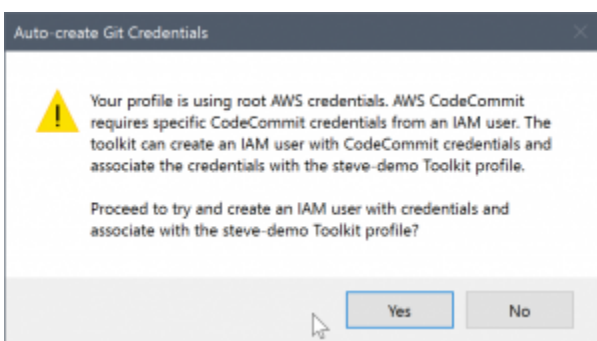 Auto-create Git Credentials
Your profile is using root AWS credentials. AWS CodeCommit
requires specific CodeCommit credentials from an IAM user. The
toolkit can create an IAM user with CodeCommit credentials and
associate the credentials with the steve-demo Toolkit profile.
Proceed to try and create an IAM user with credentials and
associate with the steve-demo Toolkit profile?
Yes No